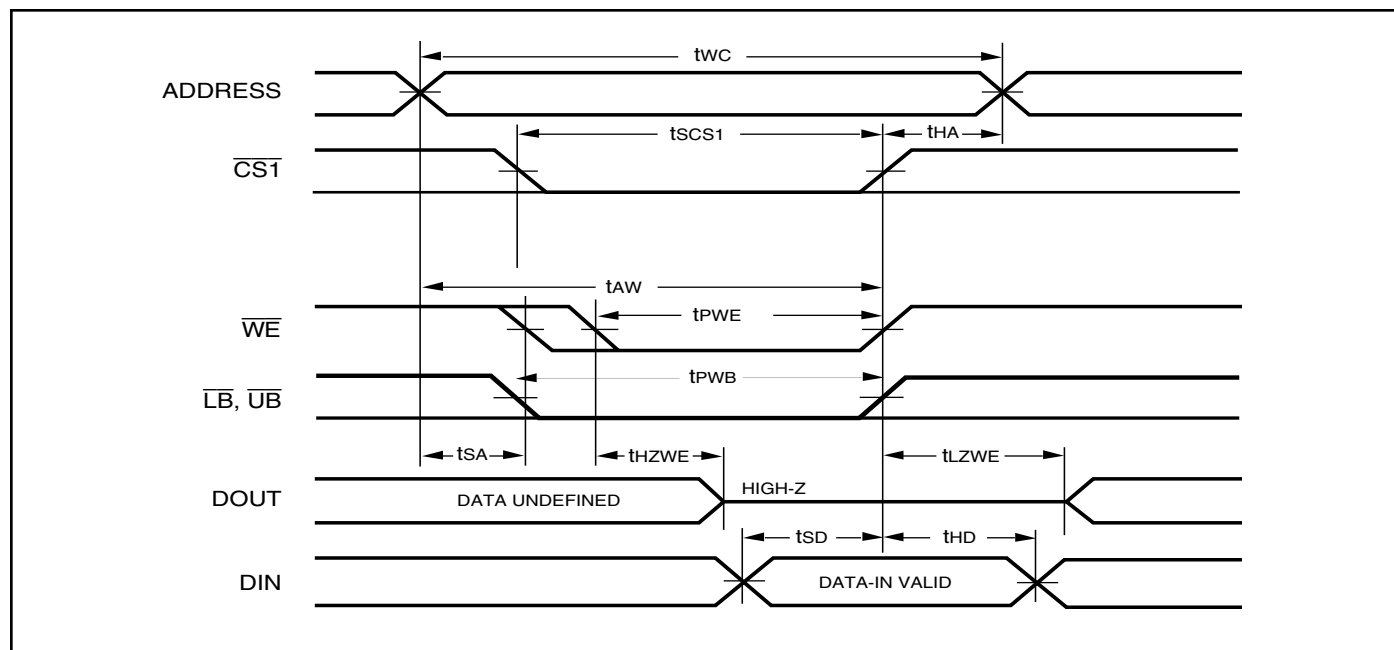 tWC
ADDRESS
tSCS1
tHA
CS1
tAW
WE
tPWE
tPWB
LB, UB
tSA
tHZWE
tLZWE
DOUT
DATA UNDEFINED
HIGH-Z
tSD
tHD
DIN
DATA-IN VALID